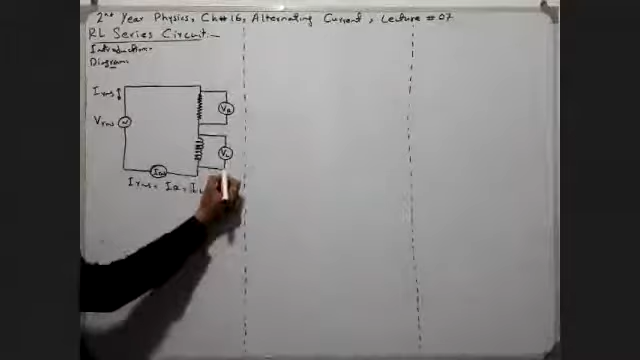 2nd Year Physics, Ch#16, Alternating Current, Lecture #07
RL Series Circuit
Introduction:
Diagram:
Irms
VR
Vrms
VL
Irms
Irms = IR = IL